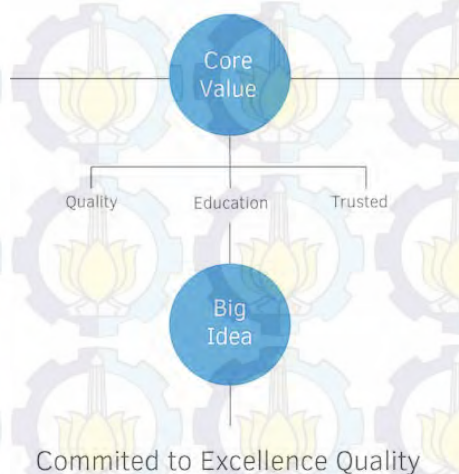 Core
Value
Quality Education Trusted
Big
Idea
Commited to Excellence Quality